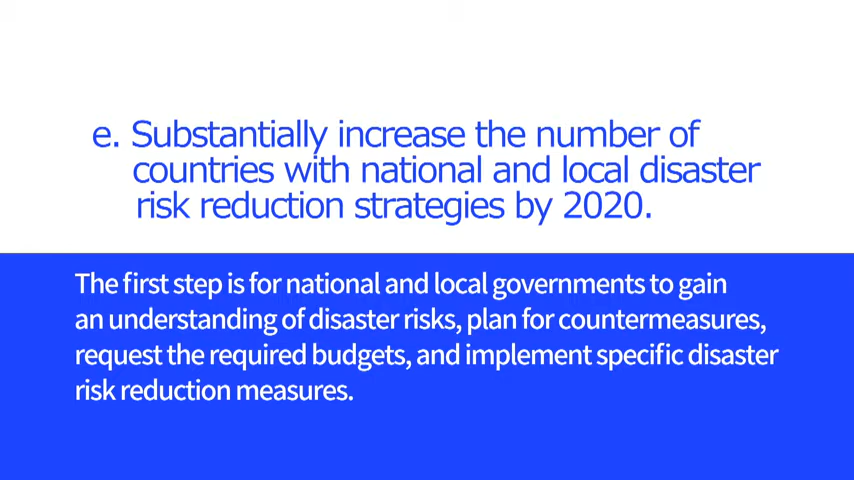 e. Substantially increase the number of
countries with national and local disaster
risk reduction strategies by 2020.
The first step is for national and local governments to gain
an understanding of disaster risks, plan for countermeasures,
request the required budgets, and implement specific disaster
risk reduction measures.